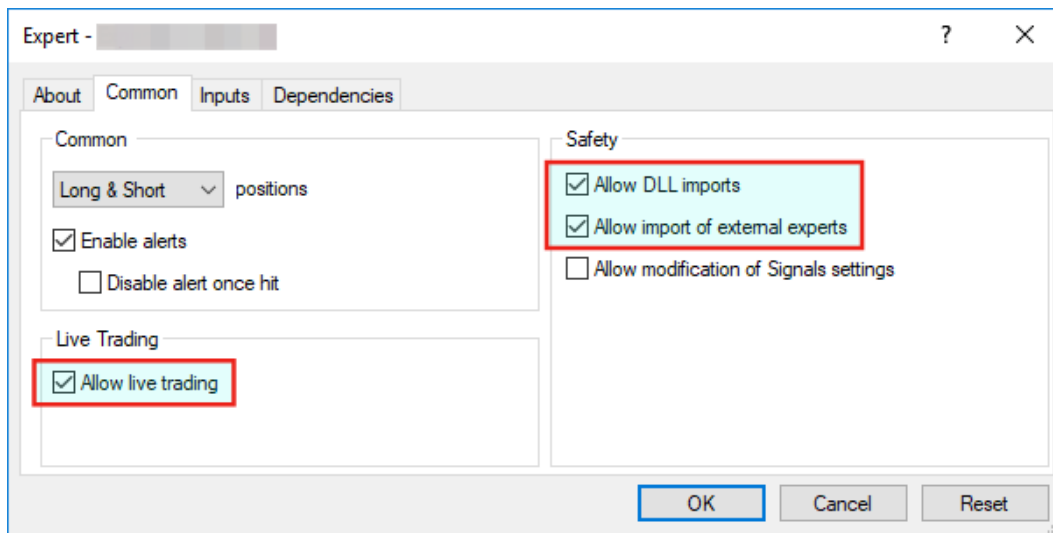 Expert -
?
About Common Inputs Dependencies
Common
Long & Short positions
Enable alerts
Disable alert once hit
Live Trading
Allow live trading
Safety
Allow DLL imports
Allow import of external experts
Allow modification of Signals settings
OK Cancel Reset